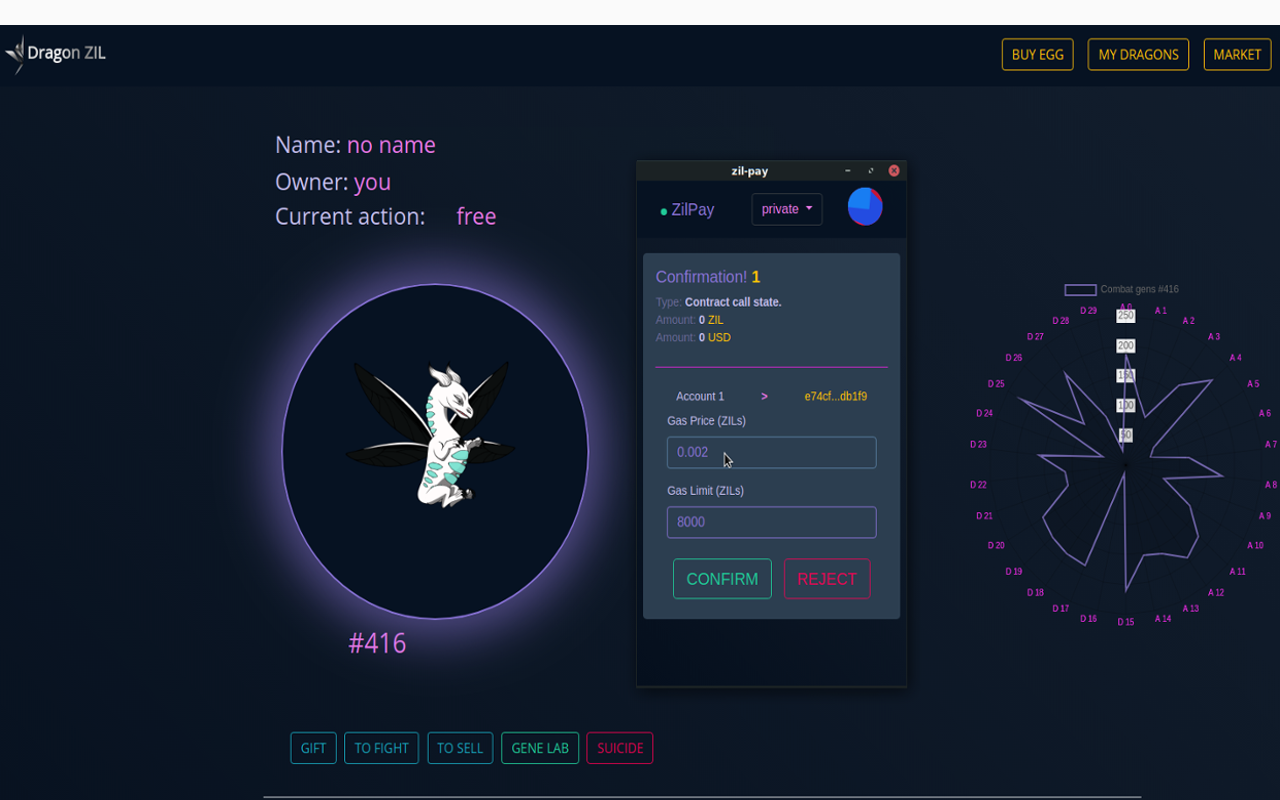 Dragon ZIL
BUY EGG
MY DRAGONS
MARKET
Name: no name
Owner: you
Current action: free
#416
GIFT
TO FIGHT
TO SELL
GENE LAB
SUICIDE
zil-pay
ZilPay
private
Confirmation! 1
Type: Contract call state.
Amount: 0 ZIL
Amount: 0 USD
Account 1 > e74cf...db1f9
Gas Price (ZILs)
0.002
Gas Limit (ZILs)
8000
CONFIRM
REJECT
Combat gens #416
A 0
A 1
A 2
A 3
A 4
A 5
A 6
A 7
A 8
A 9
A 10
A 11
A 12
A 13
A 14
D 15
D 16
D 17
D 18
D 19
D 20
D 21
D 22
D 23
D 24
D 25
D 26
D 27
D 28
D 29
250
200
150
100
50